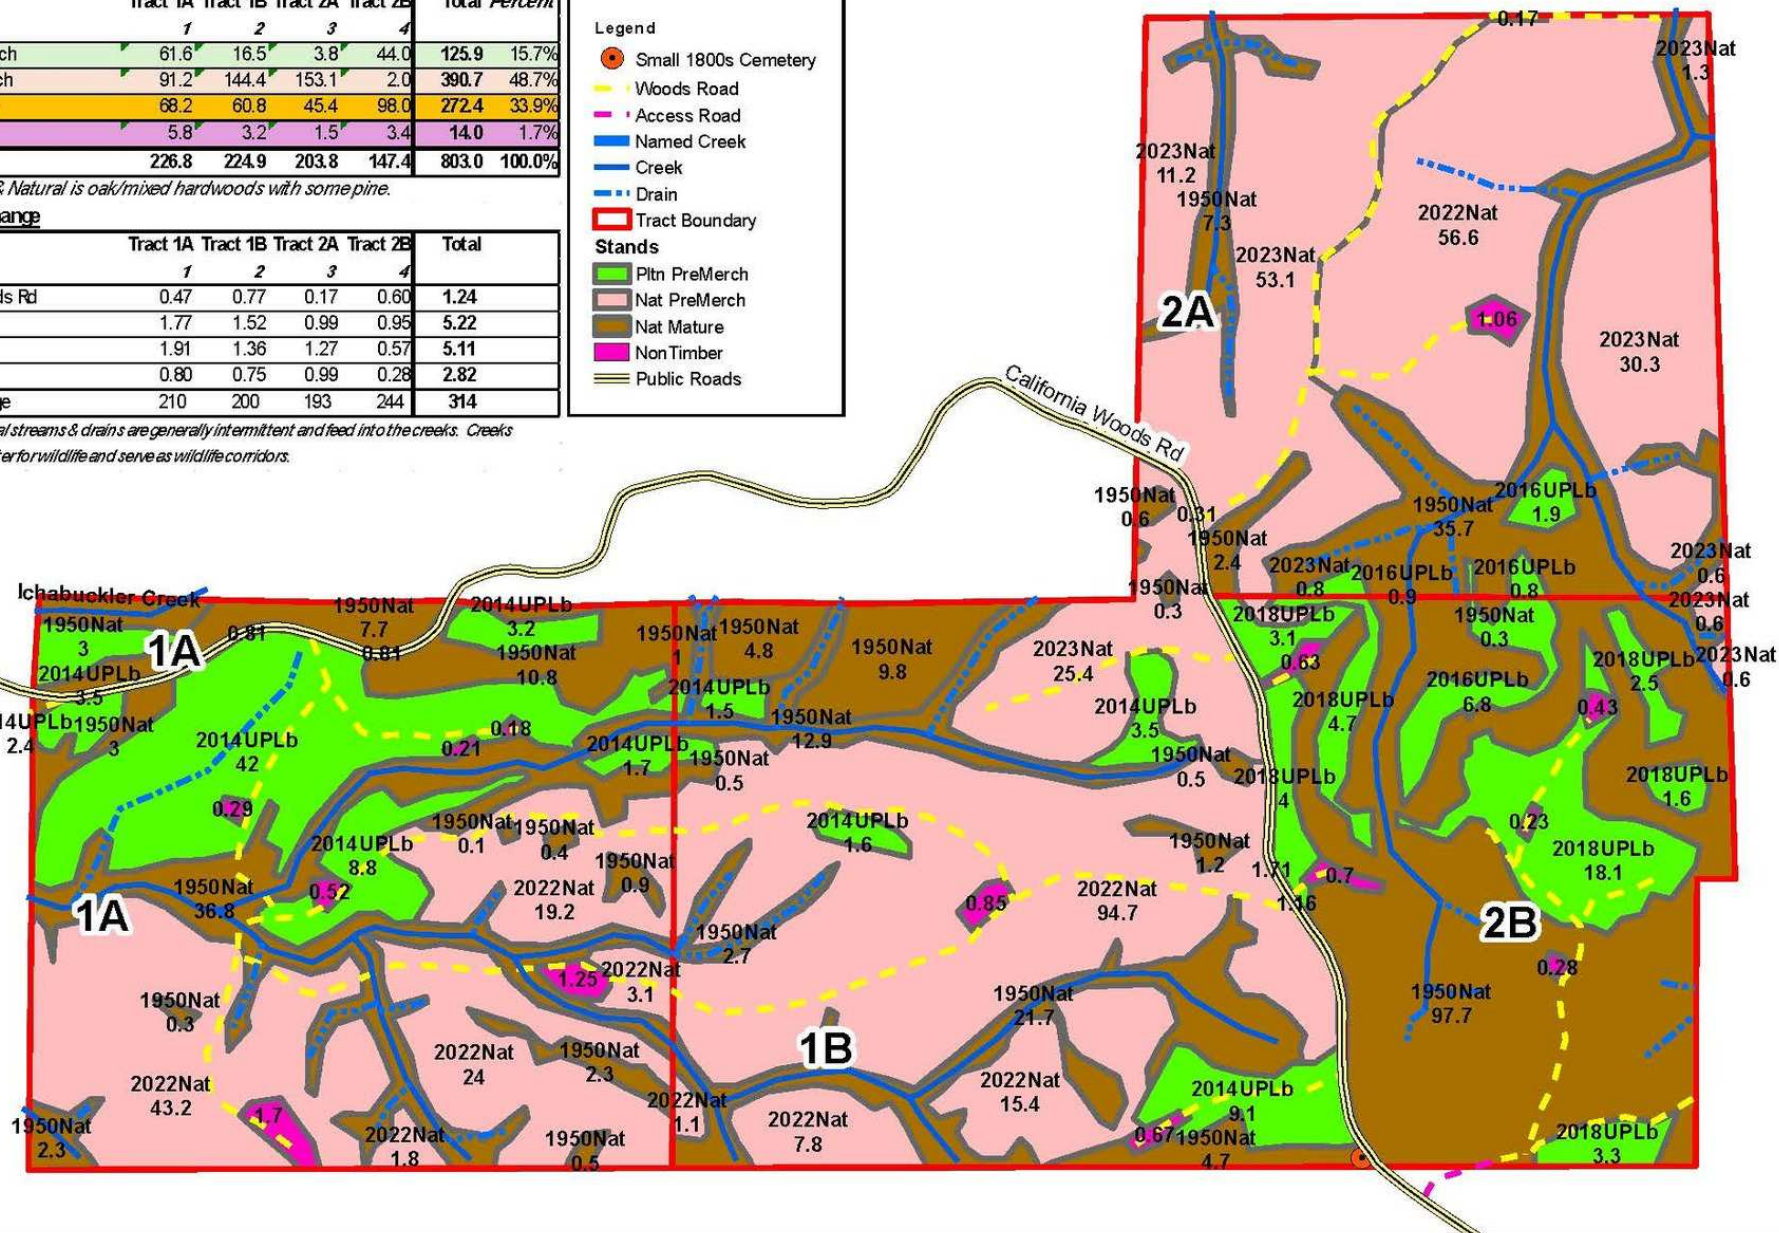 Tract 1A Tract 1B Tract 2A Tract 2B Total Percent
1 2 3 4
ch 61.6 16.5 3.8 44.0 125.9 15.7%
ch 91.2 144.4 153.1 2.0 390.7 48.7%
68.2 60.8 45.4 98.0 272.4 33.9%
5.8 3.2 1.5 3.4 14.0 1.7%
226.8 224.9 203.8 147.4 803.0 100.0%
& Natural is oak/mixed hardwoods with some pine.
ange
Tract 1A Tract 1B Tract 2A Tract 2B Total
1 2 3 4
ds Rd 0.47 0.77 0.17 0.60 1.24
1.77 1.52 0.99 0.95 5.22
1.91 1.36 1.27 0.57 5.11
0.80 0.75 0.99 0.28 2.82
ge 210 200 193 244 314
al streams & drains are generally intermittent and feed into the creeks. Creeks
ter for wildlife and serve as wildlife corridors.
Legend
Small 1800s Cemetery
Woods Road
Access Road
Named Creek
Creek
Drain
Tract Boundary
Stands
Pltn PreMerch
Nat PreMerch
Nat Mature
NonTimber
Public Roads
0.17
2023Nat
1.3
2023Nat
11.2
1950Nat
7.3
2022Nat
56.6
2023Nat
53.1
2A
1.06
2023Nat
30.3
California Woods Rd
1950Nat
0.6
0.31
1950Nat
2.4
1950Nat
35.7
2016UPLb
1.9
2023Nat
0.8
2016UPLb
0.9
2016UPLb
0.8
2023Nat
0.6
1950Nat
0.3
2023Nat
0.6
2018UPLb
3.1
1950Nat
0.3
2023Nat
0.6
0.63
2018UPLb
4.7
2016UPLb
6.8
2018UPLb
2.5
0.43
2018UPLb
4
2018UPLb
1.6
0.23
2018UPLb
18.1
1.71
0.7
1.16
2B
0.28
1950Nat
97.7
2018UPLb
3.3
Ichabuckler Creek
1950Nat
3
1A
0.81
1950Nat
7.7
0.81
2014UPLb
3.2
1950Nat
10.8
1950Nat
1
1950Nat
4.8
1950Nat
9.8
2023Nat
25.4
2014UPLb
3.5
14UPLb
2.4
1950Nat
3
2014UPLb
42
0.18
0.21
2014UPLb
1.7
2014UPLb
1.5
1950Nat
12.9
1950Nat
0.5
2014UPLb
3.5
1950Nat
0.5
0.29
2014UPLb
8.8
1950Nat
0.1
1950Nat
0.4
1950Nat
0.9
2014UPLb
1.6
1950Nat
1.2
1950Nat
36.8
0.52
2022Nat
19.2
0.85
2022Nat
94.7
1A
1950Nat
2.7
1.25
2022Nat
3.1
1950Nat
0.3
1950Nat
21.7
1B
2022Nat
24
1950Nat
2.3
2022Nat
43.2
1.7
2022Nat
1.1
2022Nat
7.8
2022Nat
15.4
2014UPLb
9.1
1950Nat
2.3
2022Nat
1.8
1950Nat
0.5
0.67
1950Nat
4.7